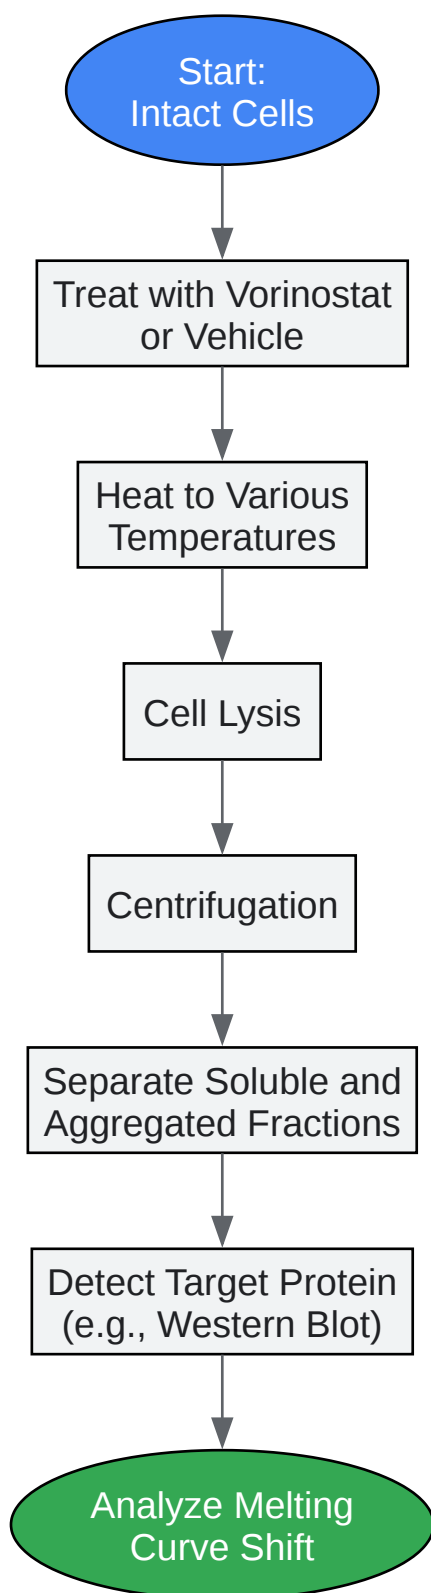 Start:
Intact Cells
Treat with Vorinostat
or Vehicle
Heat to Various
Temperatures
Cell Lysis
Centrifugation
Separate Soluble and
Aggregated Fractions
Detect Target Protein
(e.g., Western Blot)
Analyze Melting
Curve Shift